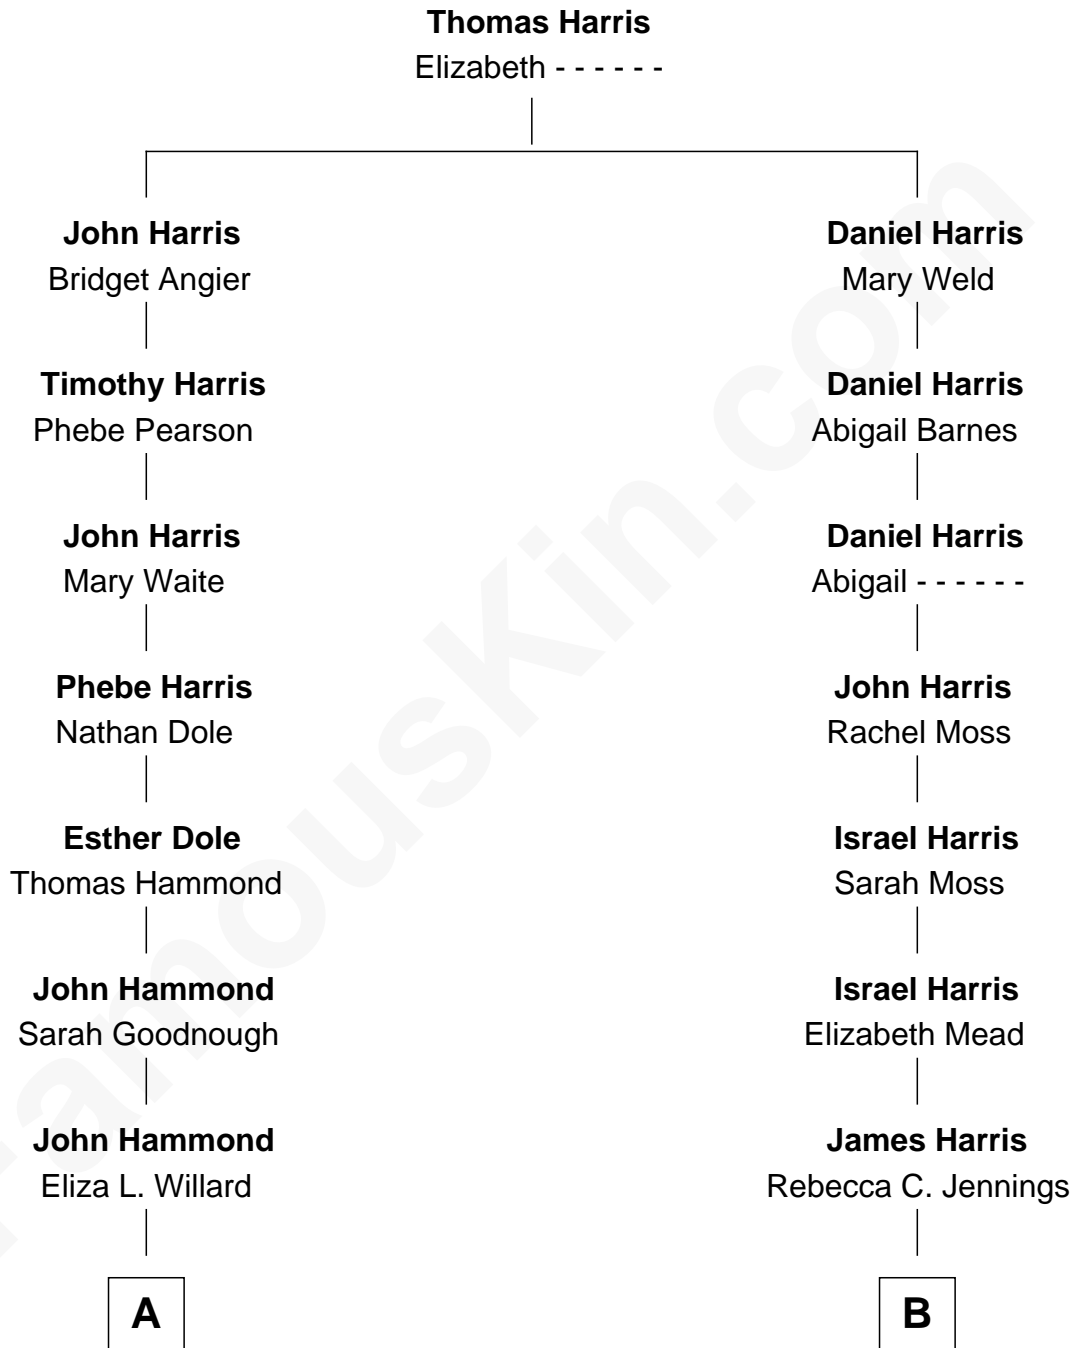 Thomas Harris
Elizabeth - - - - - -
John Harris
Bridget Angier
Daniel Harris
Mary Weld
Timothy Harris
Phebe Pearson
Daniel Harris
Abigail Barnes
John Harris
Mary Waite
Daniel Harris
Abigail - - - - - -
Phebe Harris
Nathan Dole
John Harris
Rachel Moss
Esther Dole
Thomas Hammond
Israel Harris
Sarah Moss
John Hammond
Sarah Goodnough
Israel Harris
Elizabeth Mead
John Hammond
Eliza L. Willard
James Harris
Rebecca C. Jennings
A
B
FamousKin.com